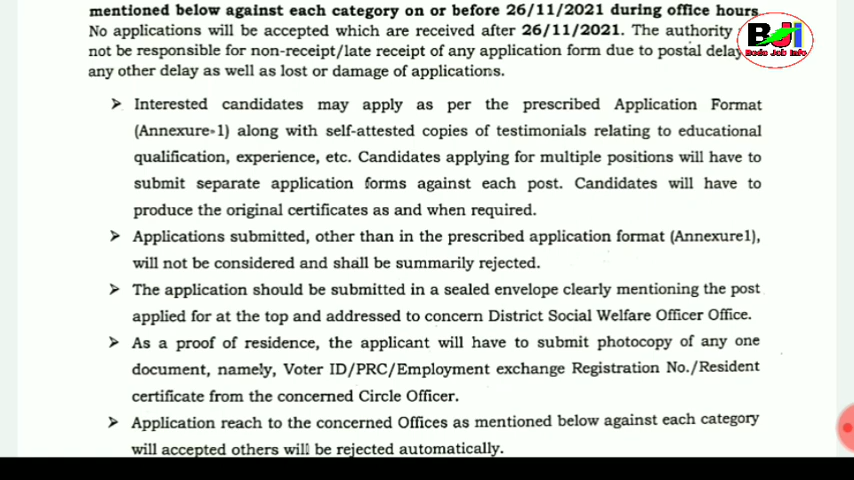 mentioned below against each category on or before 26/11/2021 during office hours.
No applications will be accepted which are received after 26/11/2021. The authority
not be responsible for non-receipt/late receipt of any application form due to postal delay
any other delay as well as lost or damage of applications.
➢ Interested candidates may apply as per the prescribed Application Format
(Annexure-1) along with self-attested copies of testimonials relating to educational
qualification, experience, etc. Candidates applying for multiple positions will have to
submit separate application forms against each post. Candidates will have to
produce the original certificates as and when required.
➢ Applications submitted, other than in the prescribed application format (Annexure1),
will not be considered and shall be summarily rejected.
➢ The application should be submitted in a sealed envelope clearly mentioning the post
applied for at the top and addressed to concern District Social Welfare Officer Office.
➢ As a proof of residence, the applicant will have to submit photocopy of any one
document, namely, Voter ID/PRC/Employment exchange Registration No./Resident
certificate from the concerned Circle Officer.
➢ Application reach to the concerned Offices as mentioned below against each category
will accepted others will be rejected automatically.
BJI
Bodo Job Info